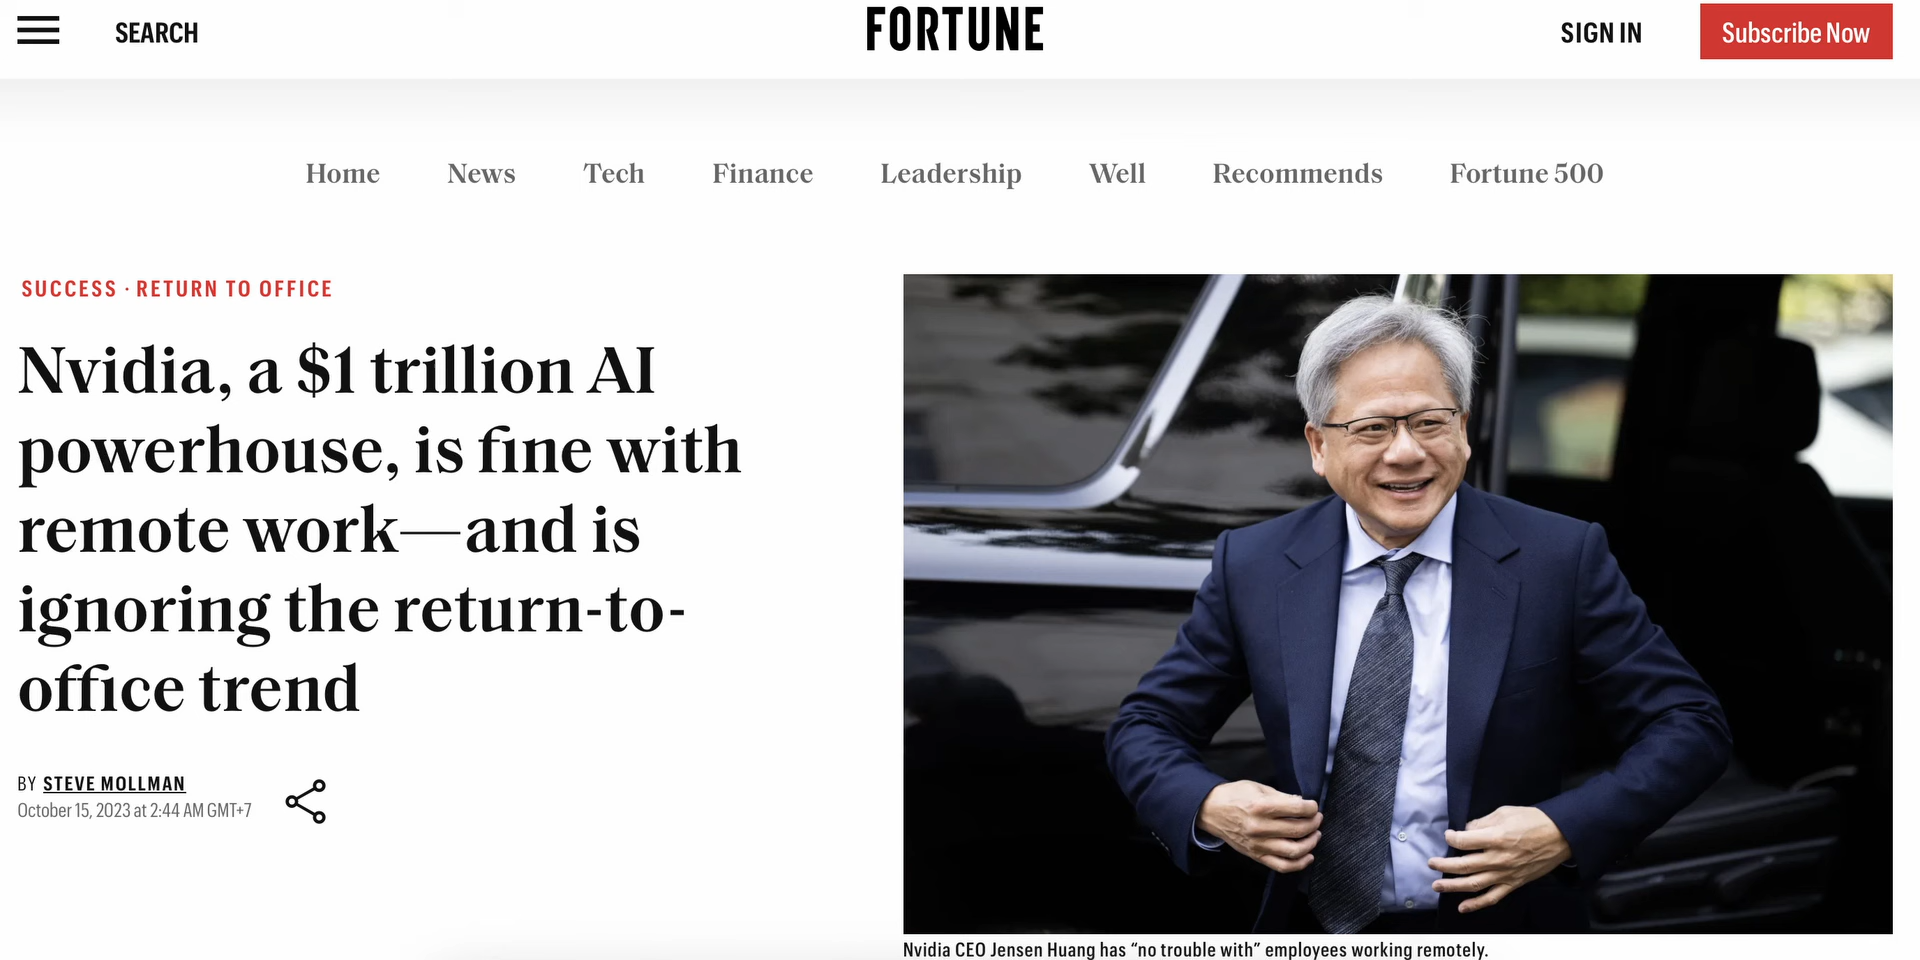 SEARCH
FORTUNE
SIGN IN
Subscribe Now
Home
News
Tech
Finance
Leadership
Well
Recommends
Fortune 500
SUCCESS · RETURN TO OFFICE
Nvidia, a $1 trillion AI
powerhouse, is fine with
remote work—and is
ignoring the return-to-
office trend
BY STEVE MOLLMAN
October 15, 2023 at 2:44 AM GMT+7
Nvidia CEO Jensen Huang has “no trouble with” employees working remotely.